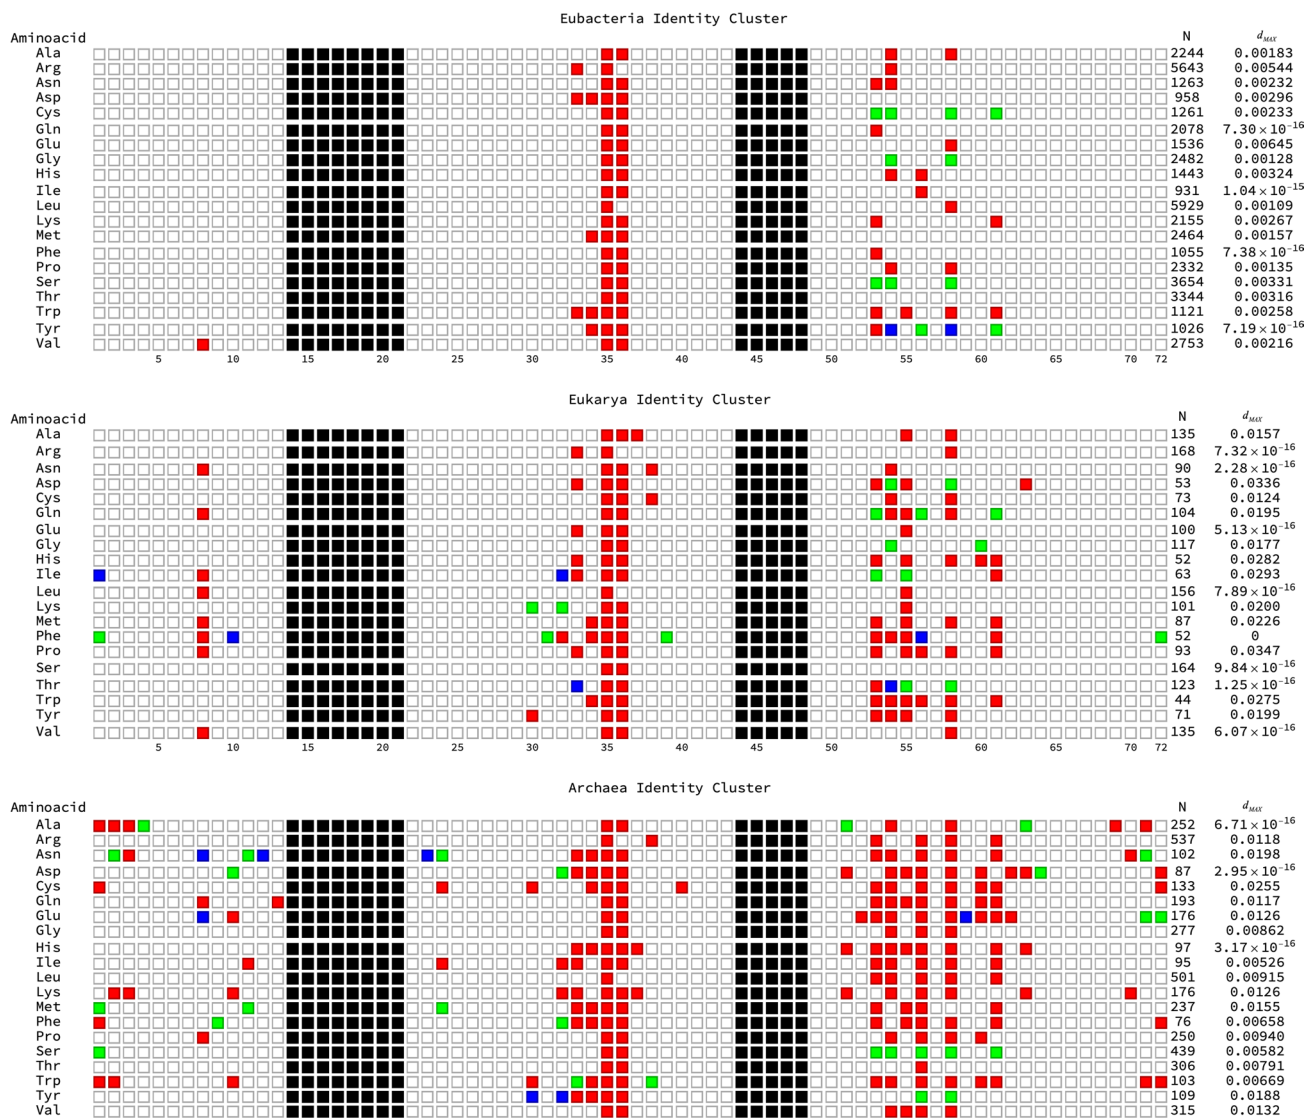 Eubacteria Identity Cluster
Aminoacid N dMAX
Ala 2244 0.00183
Arg 5643 0.00544
Asn 1263 0.00232
Asp 958 0.00296
Cys 1261 0.00233
Gln 2078 7.30×10⁻¹⁶
Glu 1536 0.00645
Gly 2482 0.00128
His 1443 0.00324
Ile 931 1.04×10⁻¹⁵
Leu 5929 0.00109
Lys 2155 0.00267
Met 2464 0.00157
Phe 1055 7.38×10⁻¹⁶
Pro 2332 0.00135
Ser 3654 0.00331
Thr 3344 0.00316
Trp 1121 0.00258
Tyr 1026 7.19×10⁻¹⁶
Val 2753 0.00216
5 10 15 20 25 30 35 40 45 50 55 60 65 70 72
Eukarya Identity Cluster
Aminoacid N dMAX
Ala 135 0.0157
Arg 168 7.32×10⁻¹⁶
Asn 90 2.28×10⁻¹⁶
Asp 53 0.0336
Cys 73 0.0124
Gln 104 0.0195
Glu 100 5.13×10⁻¹⁶
Gly 117 0.0177
His 52 0.0282
Ile 63 0.0293
Leu 156 7.89×10⁻¹⁶
Lys 101 0.0200
Met 87 0.0226
Phe 52 0
Pro 93 0.0347
Ser 164 9.84×10⁻¹⁶
Thr 123 1.25×10⁻¹⁶
Trp 44 0.0275
Tyr 71 0.0199
Val 135 6.07×10⁻¹⁶
5 10 15 20 25 30 35 40 45 50 55 60 65 70 72
Archaea Identity Cluster
Aminoacid N dMAX
Ala 252 6.71×10⁻¹⁶
Arg 537 0.0118
Asn 102 0.0198
Asp 87 2.95×10⁻¹⁶
Cys 133 0.0255
Gln 193 0.0117
Glu 176 0.0126
Gly 277 0.00862
His 97 3.17×10⁻¹⁶
Ile 95 0.00526
Leu 501 0.00915
Lys 176 0.0126
Met 237 0.0155
Phe 76 0.00658
Pro 250 0.00940
Ser 439 0.00582
Thr 306 0.00791
Trp 103 0.00669
Tyr 109 0.0188
Val 311 0.0132